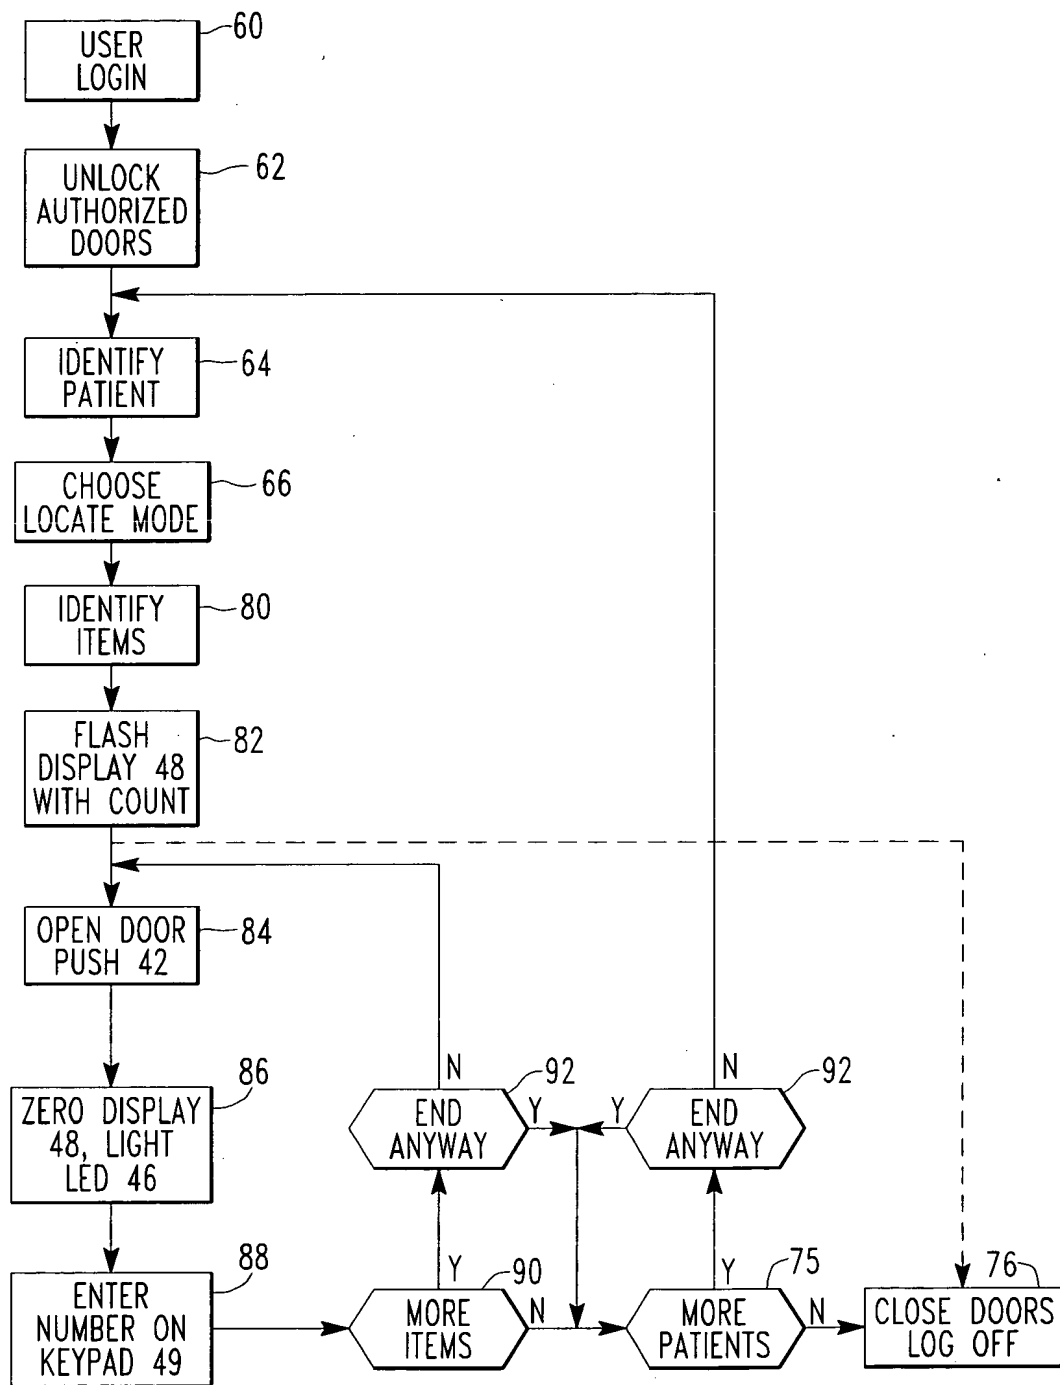 USER
LOGIN
60
UNLOCK
AUTHORIZED
DOORS
62
IDENTIFY
PATIENT
64
CHOOSE
LOCATE MODE
66
IDENTIFY
ITEMS
80
FLASH
DISPLAY 48
WITH COUNT
82
OPEN DOOR
PUSH 42
84
ZERO DISPLAY
48, LIGHT
LED 46
86
ENTER
NUMBER ON
KEYPAD 49
88
N
92
END
ANYWAY
Y
Y
N
92
END
ANYWAY
Y
90
MORE
ITEMS
N
Y
75
MORE
PATIENTS
N
76
CLOSE DOORS
LOG OFF